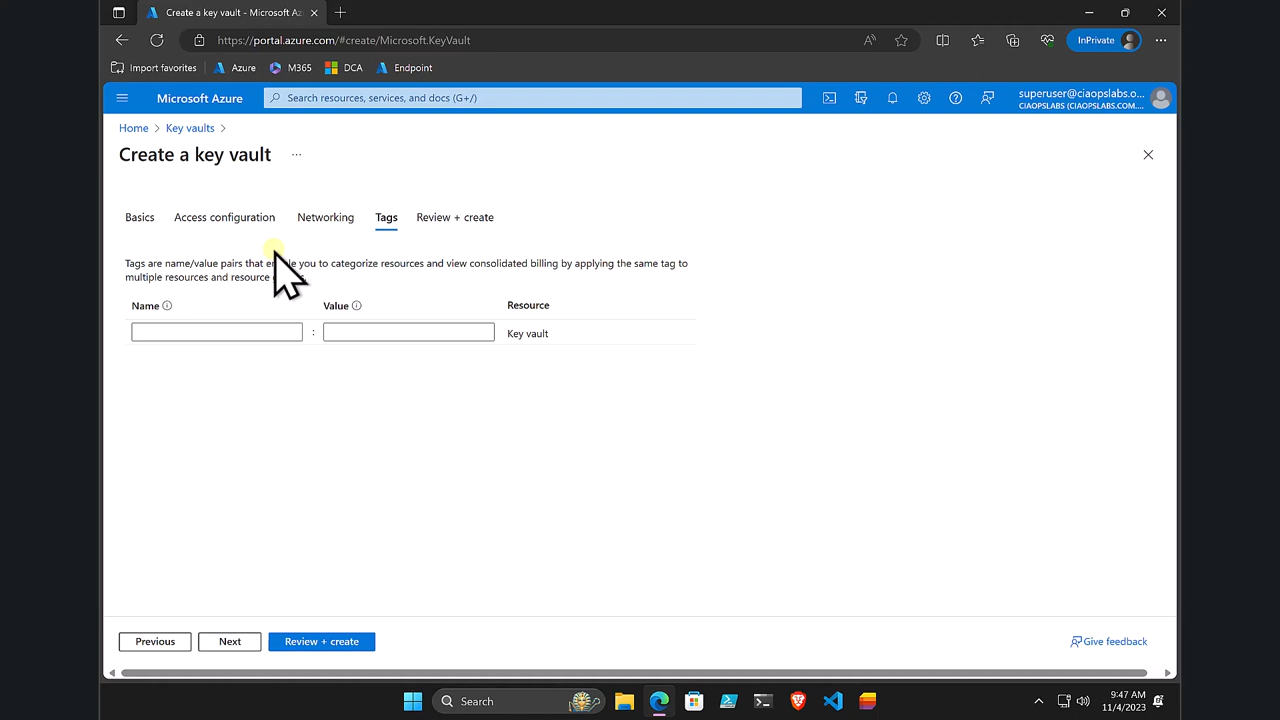 Create a key vault - Microsoft Az
https://portal.azure.com/#create/Microsoft.KeyVault
InPrivate
Import favorites
Azure
M365
DCA
Endpoint
Microsoft Azure
Search resources, services, and docs (G+/)
superuser@ciaopslabs.o...
CIAOPSLABS (CIAOPSLABS.COM....
Home > Key vaults >
Create a key vault ...
Basics
Access configuration
Networking
Tags
Review + create
Tags are name/value pairs that you to categorize resources and view consolidated billing by applying the same tag to
multiple resources and resource
Name
Value
Resource
:
Key vault
Previous
Next
Review + create
Give feedback
Search
9:47 AM
11/4/2023